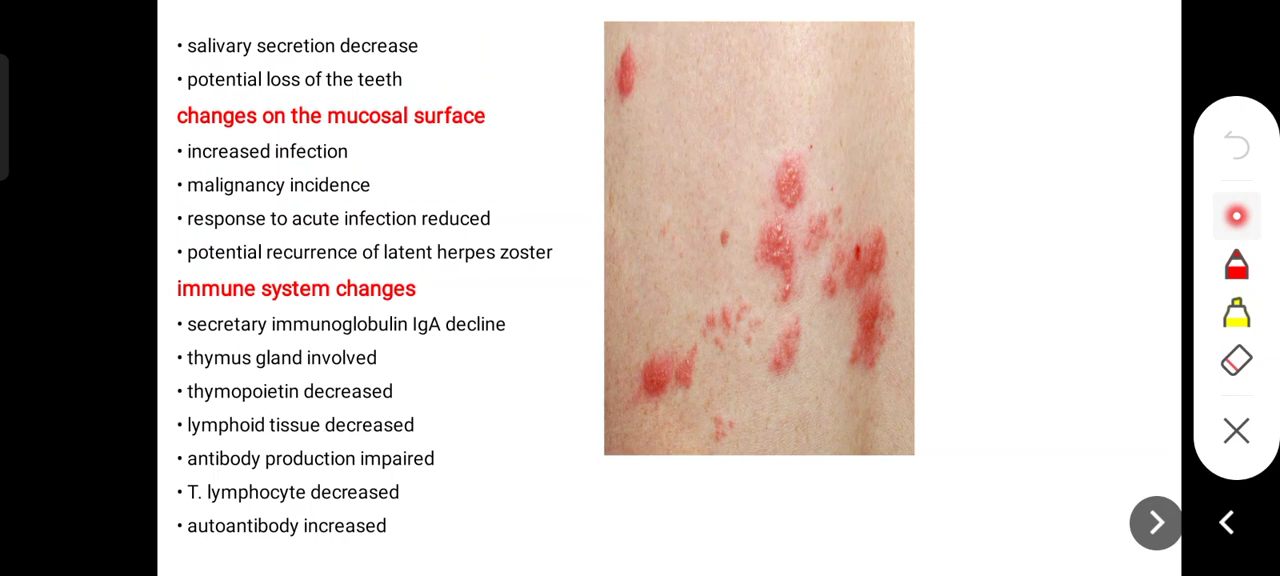 • salivary secretion decrease
• potential loss of the teeth
changes on the mucosal surface
• increased infection
• malignancy incidence
• response to acute infection reduced
• potential recurrence of latent herpes zoster
immune system changes
• secretary immunoglobulin IgA decline
• thymus gland involved
• thymopoietin decreased
• lymphoid tissue decreased
• antibody production impaired
• T. lymphocyte decreased
• autoantibody increased